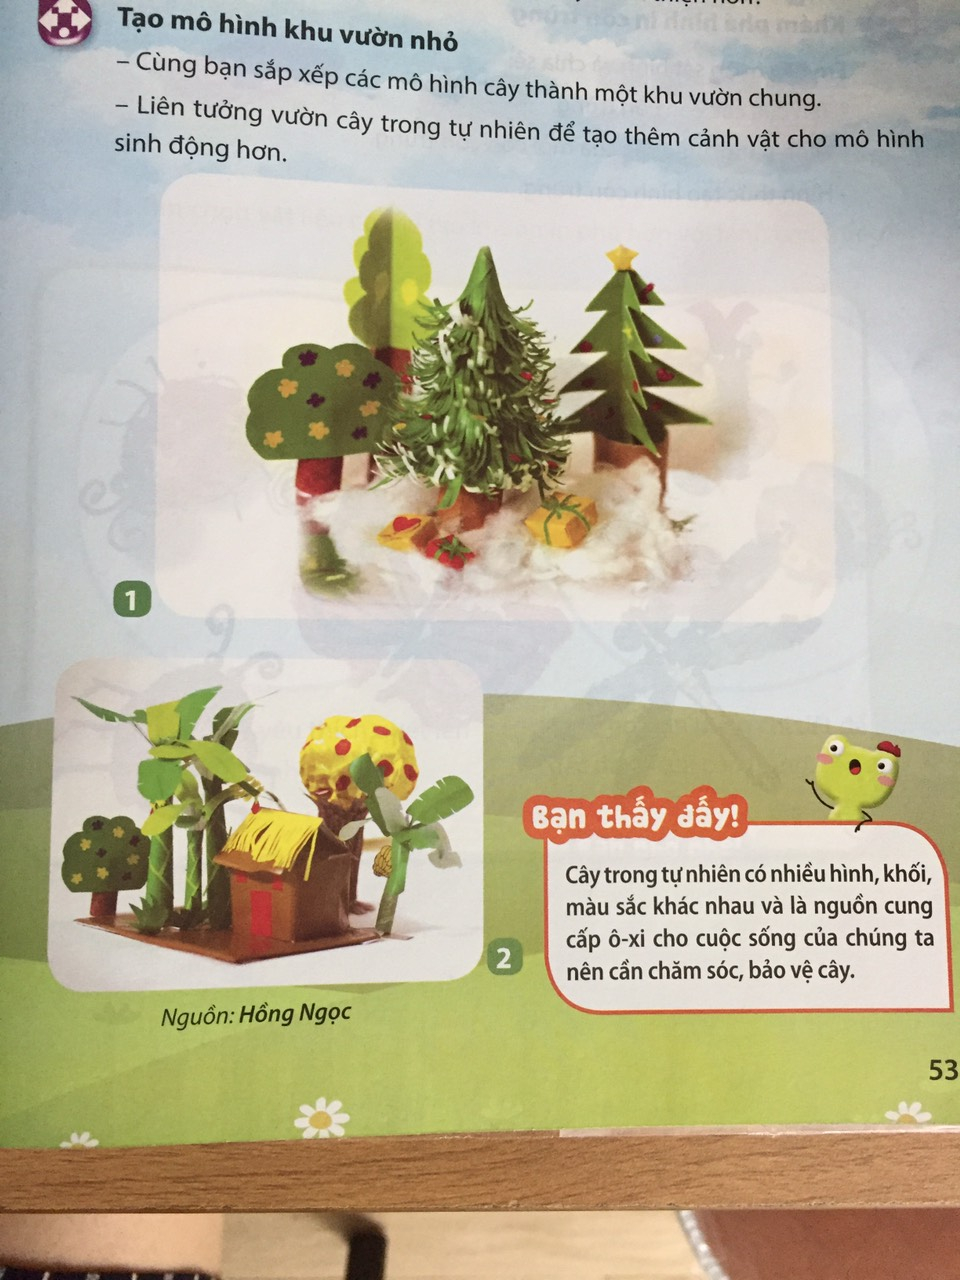 Tạo mô hình khu vườn nhỏ
– Cùng bạn sắp xếp các mô hình cây thành một khu vườn chung.
– Liên tưởng vườn cây trong tự nhiên để tạo thêm cảnh vật cho mô hình
sinh động hơn.
1
2
Nguồn: Hồng Ngọc
Bạn thấy đấy!
Cây trong tự nhiên có nhiều hình, khối,
màu sắc khác nhau và là nguồn cung
cấp ô-xi cho cuộc sống của chúng ta
nên cần chăm sóc, bảo vệ cây.
53